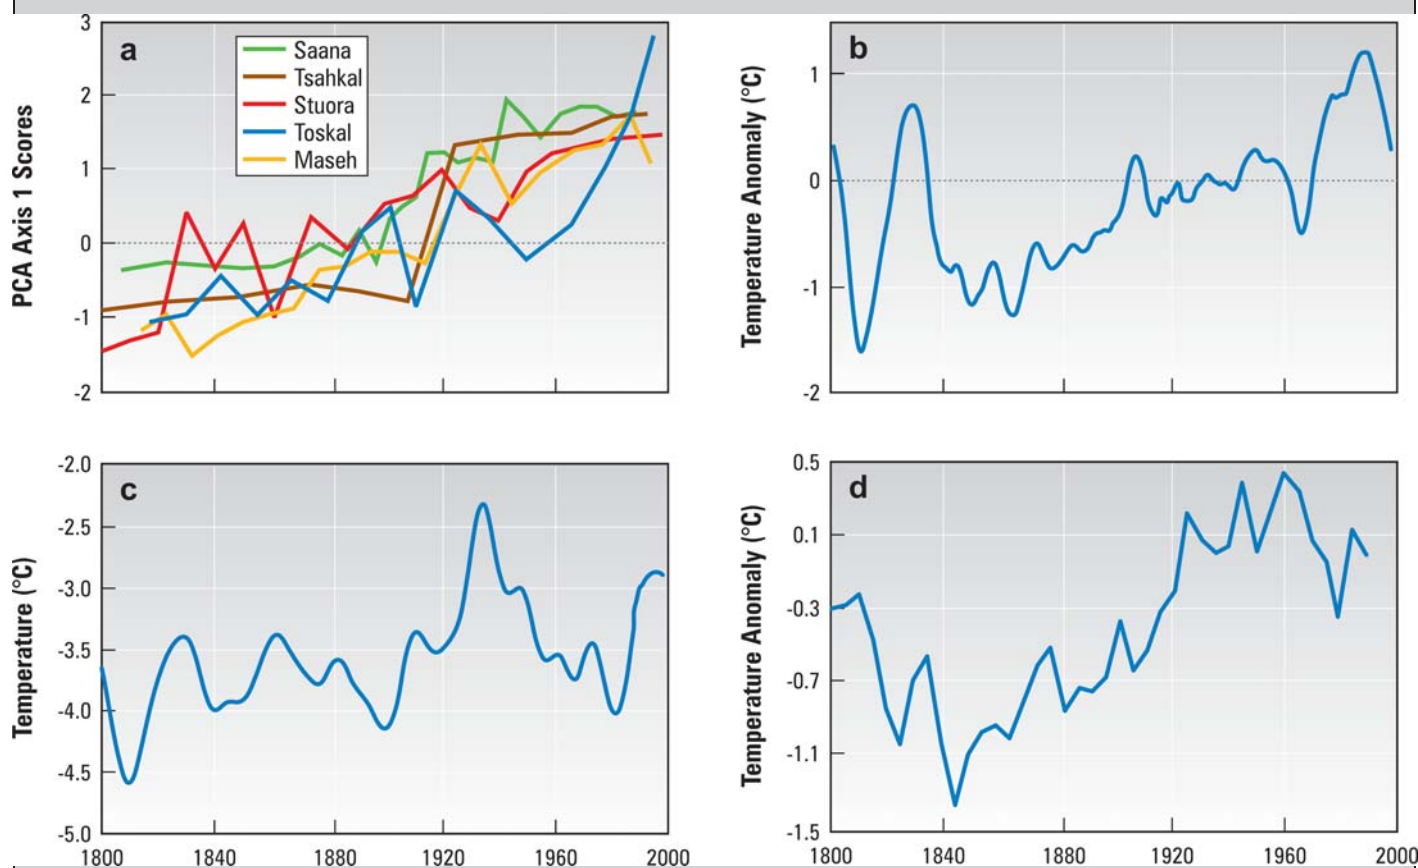 a
Saana
Tsahkal
Stuora
Toskal
Maseh
PCA Axis 1 Scores
3
2
1
0
-1
-2
b
Temperature Anomaly (°C)
1
0
-1
-2
c
Temperature (°C)
-2.0
-2.5
-3.0
-3.5
-4.0
-4.5
-5.0
1800 1840 1880 1920 1960 2000
d
Temperature Anomaly (°C)
0.5
0.1
-0.3
-0.7
-1.1
-1.5
1800 1840 1880 1920 1960 2000